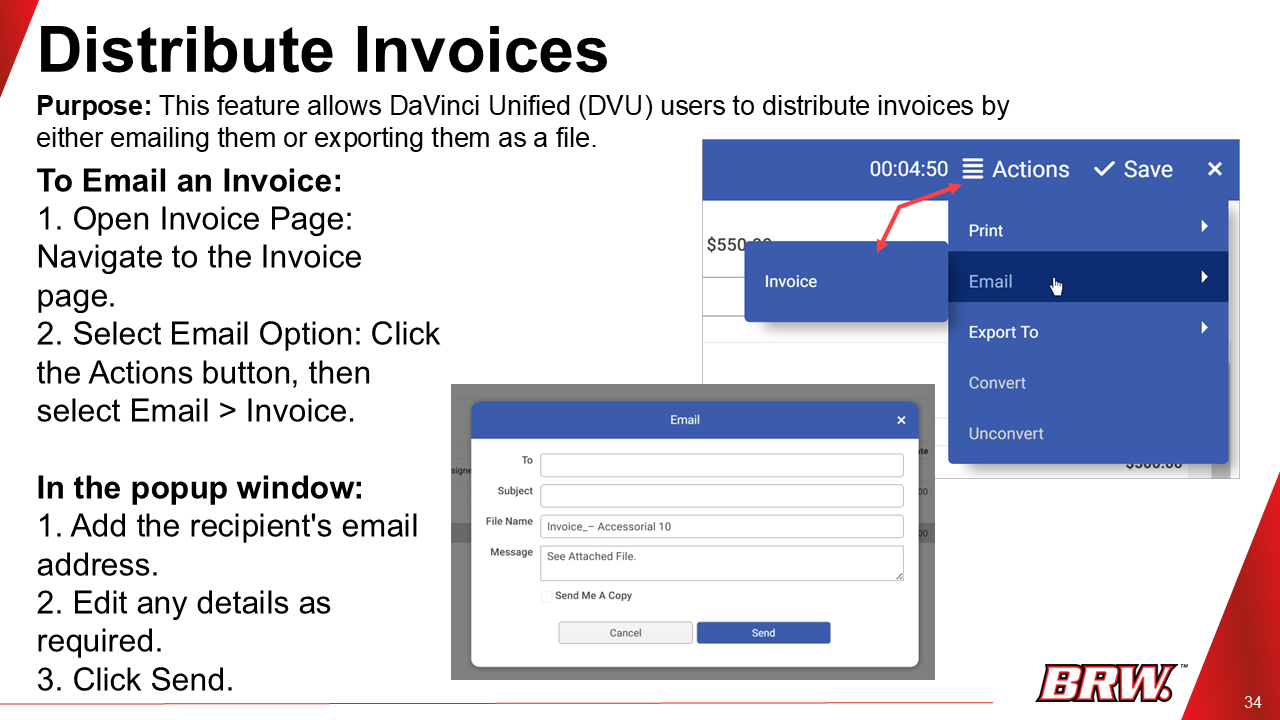 Distribute Invoices
Purpose: This feature allows DaVinci Unified (DVU) users to distribute invoices by
either emailing them or exporting them as a file.
To Email an Invoice:
1. Open Invoice Page:
Navigate to the Invoice
page.
2. Select Email Option: Click
the Actions button, then
select Email > Invoice.
In the popup window:
1. Add the recipient's email
address.
2. Edit any details as
required.
3. Click Send.
00:04:50 Actions Save
Print
$550.00
Invoice
Email
Export To
Convert
Unconvert
Email
To
Subject
File Name Invoice_– Accessorial 10
Message See Attached File.
Send Me A Copy
Cancel Send
BRW.™
34